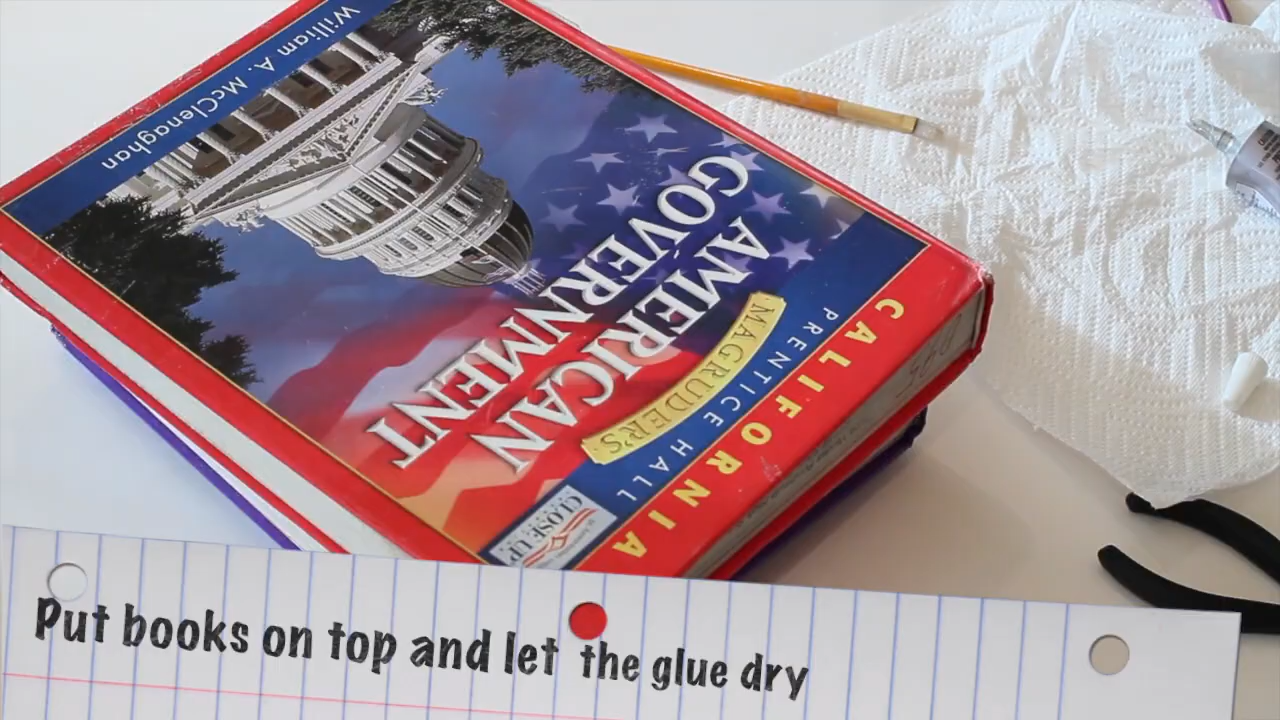 William A. McClenaghan
AMERICAN
GOVERNMENT
MAGRUDER'S
PRENTICE HALL
CALIFORNIA
CLOSE UP
Put books on top and let the glue dry